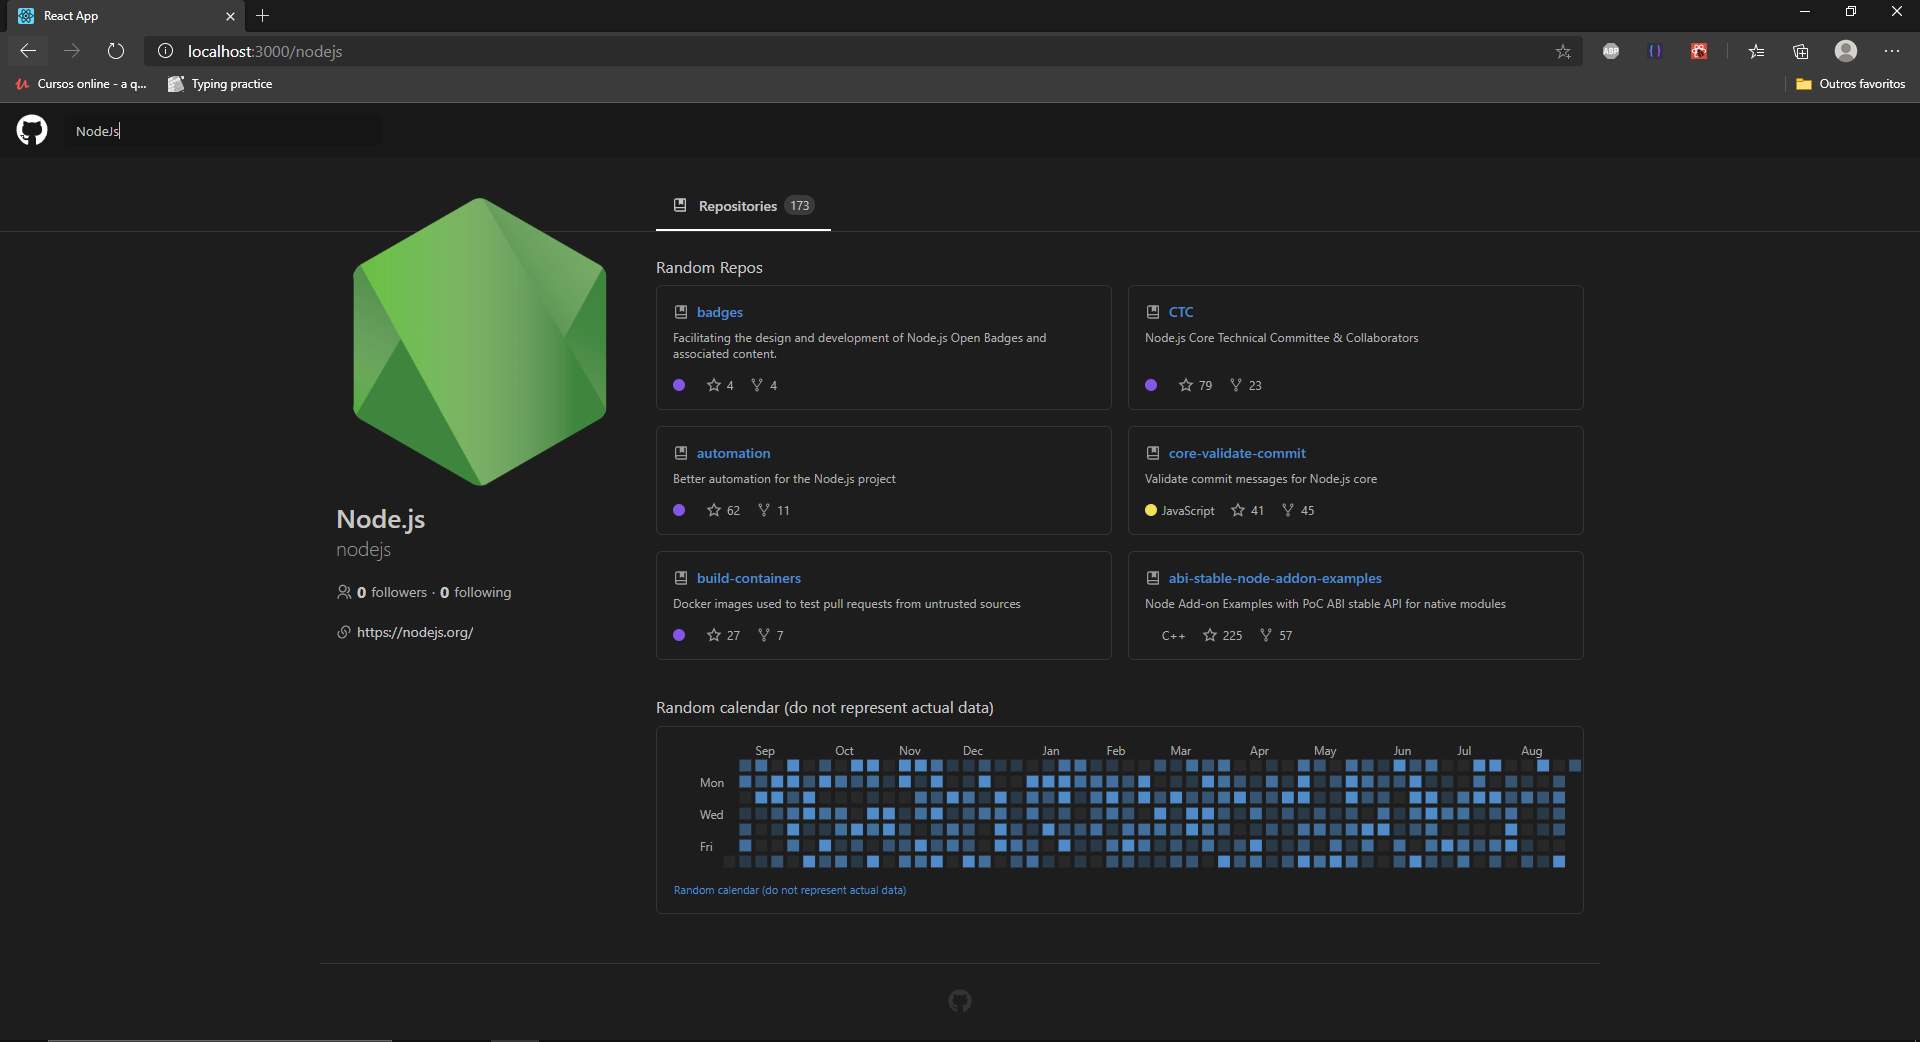 React App
localhost:3000/nodejs
ABP
Cursos online - a q...
Typing practice
Outros favoritos
NodeJs
Repositories 173
Random Repos
badges
Facilitating the design and development of Node.js Open Badges and
associated content.
4 4
CTC
Node.js Core Technical Committee & Collaborators
79 23
automation
Better automation for the Node.js project
62 11
core-validate-commit
Validate commit messages for Node.js core
JavaScript 41 45
build-containers
Docker images used to test pull requests from untrusted sources
27 7
abi-stable-node-addon-examples
Node Add-on Examples with PoC ABI stable API for native modules
C++ 225 57
Node.js
nodejs
0 followers · 0 following
https://nodejs.org/
Random calendar (do not represent actual data)
Sep Oct Nov Dec Jan Feb Mar Apr May Jun Jul Aug
Mon
Wed
Fri
Random calendar (do not represent actual data)